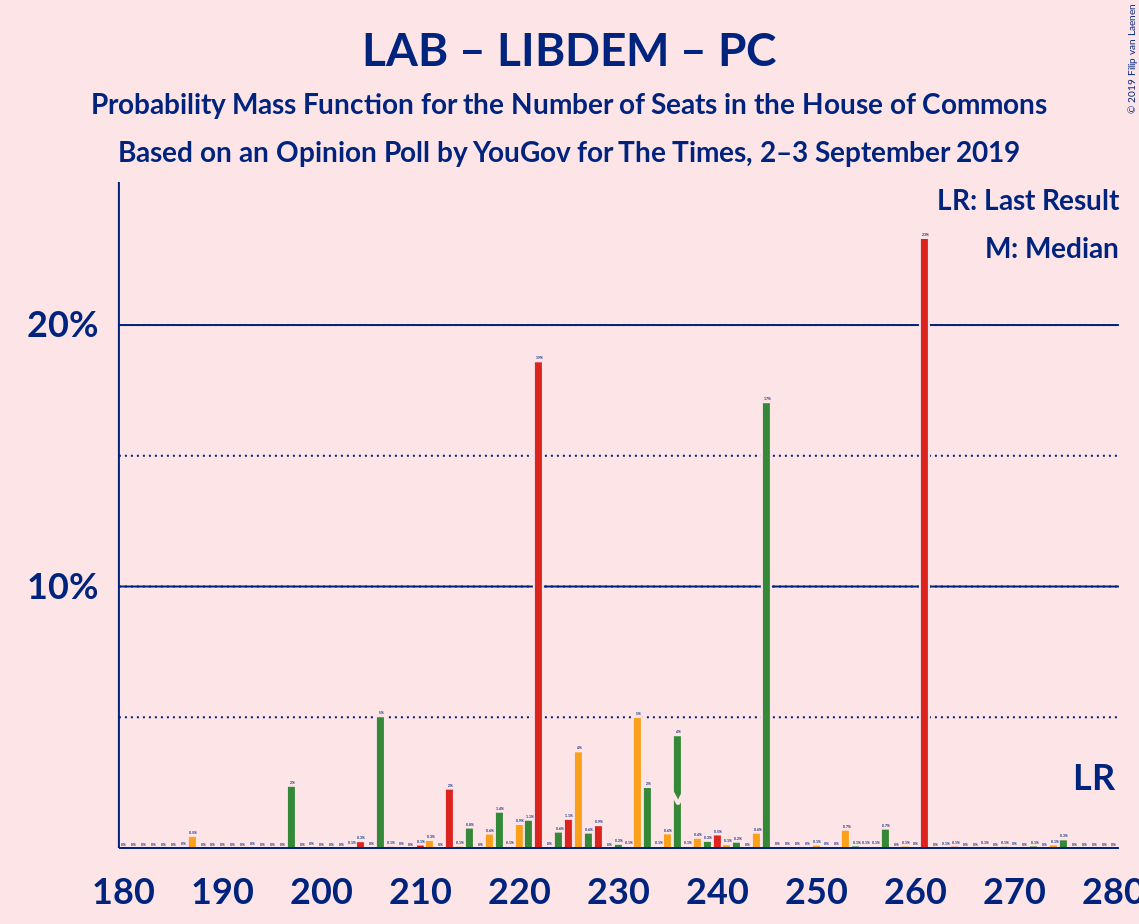 LAB – LIBDEM – PC
Probability Mass Function for the Number of Seats in the House of Commons
Based on an Opinion Poll by YouGov for The Times, 2–3 September 2019
© 2019 Filip van Laenen
LR: Last Result
M: Median
20%
10%
LR
180 190 200 210 220 230 240 250 260 270 280